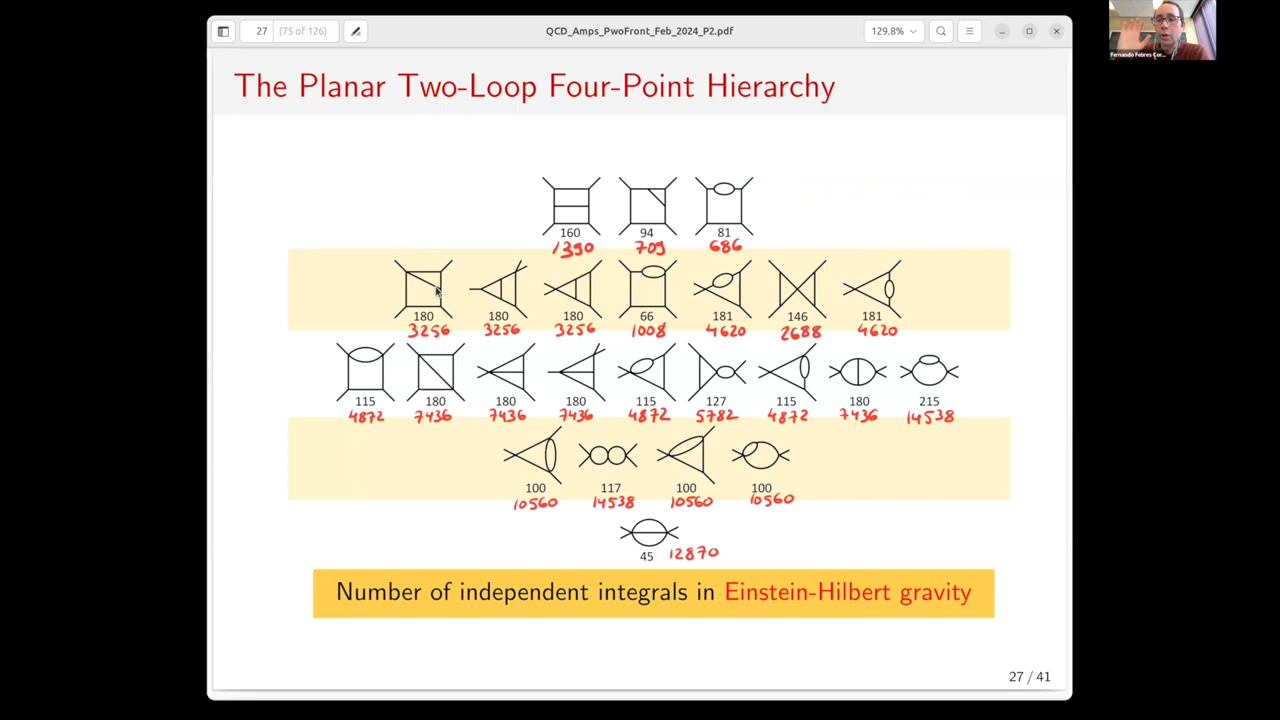 27 (75 of 126) QCD_Amps_PwoFront_Feb_2024_P2.pdf 129.8%
Fernando Febres Cor...
The Planar Two-Loop Four-Point Hierarchy
160 94 81
1390 709 686
180 180 180 66 181 146 181
3256 3256 3256 1008 4620 2688 4620
115 180 180 180 115 127 115 180 215
4872 7436 7436 7436 4872 5782 4872 7436 14538
100 117 100 100
10560 14538 10560 10560
45 12870
Number of independent integrals in Einstein-Hilbert gravity
27 / 41